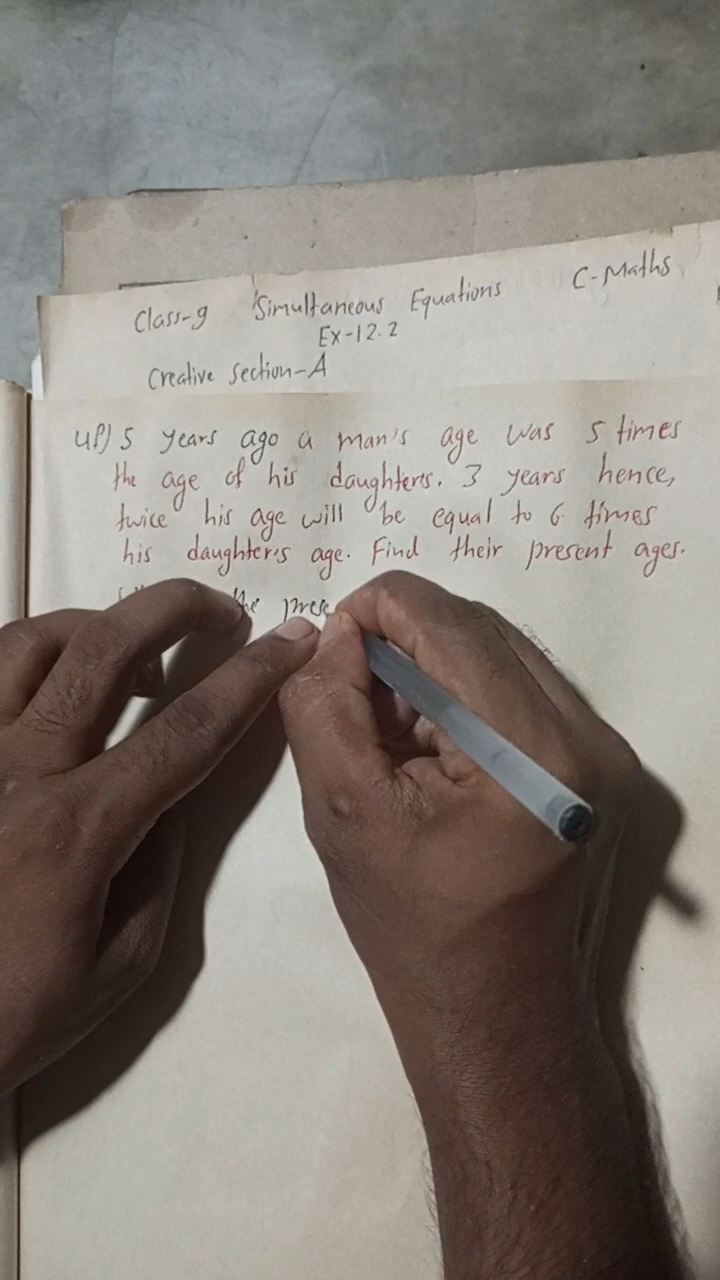 Class-9 Simultaneous Equations C-Maths
Ex-12.2
Creative section-A
4P) 5 years ago a man's age was 5 times
the age of his daughters. 3 years hence,
twice his age will be equal to 6 times
his daughter's age. Find their present ages.
the prese